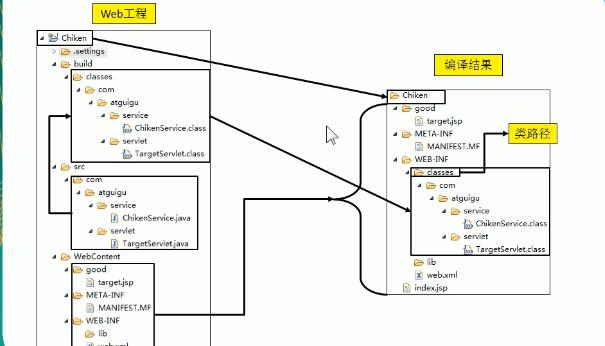 Web工程
Chiken
.settings
build
classes
com
atguigu
service
ChikenService.class
servlet
TargetServlet.class
src
com
atguigu
service
ChikenService.java
servlet
TargetServlet.java
WebContent
good
target.jsp
META-INF
MANIFEST.MF
WEB-INF
lib
web.xml
编译结果
Chiken
good
target.jsp
META-INF
MANIFEST.MF
WEB-INF
classes
类路径
com
atguigu
service
ChikenService.class
servlet
TargetServlet.class
lib
web.xml
index.jsp